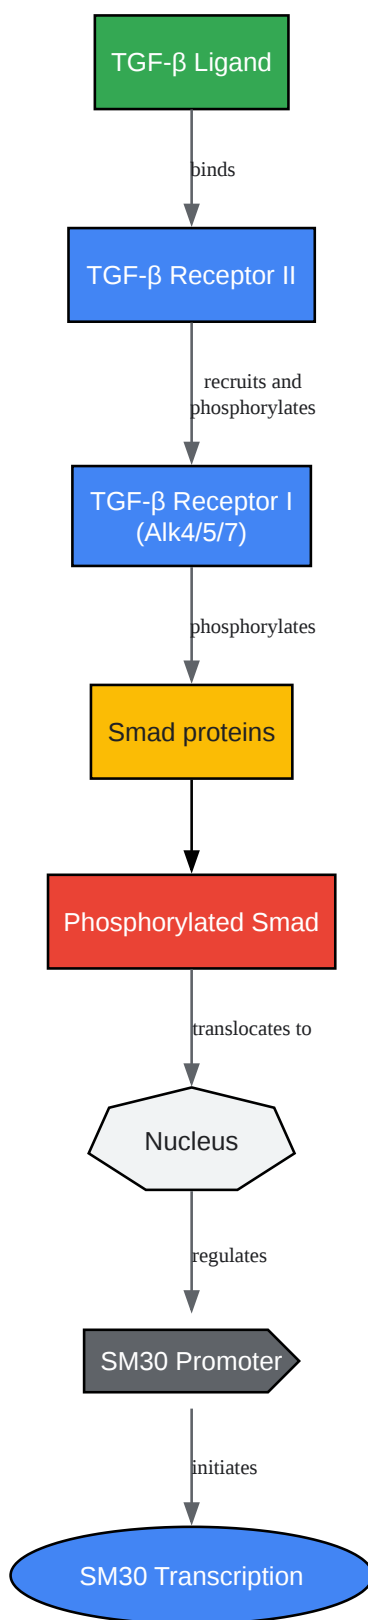 TGF-β Ligand
binds
TGF-β Receptor II
recruits and
phosphorylates
TGF-β Receptor I
(Alk4/5/7)
phosphorylates
Smad proteins
Phosphorylated Smad
translocates to
Nucleus
regulates
SM30 Promoter
initiates
SM30 Transcription